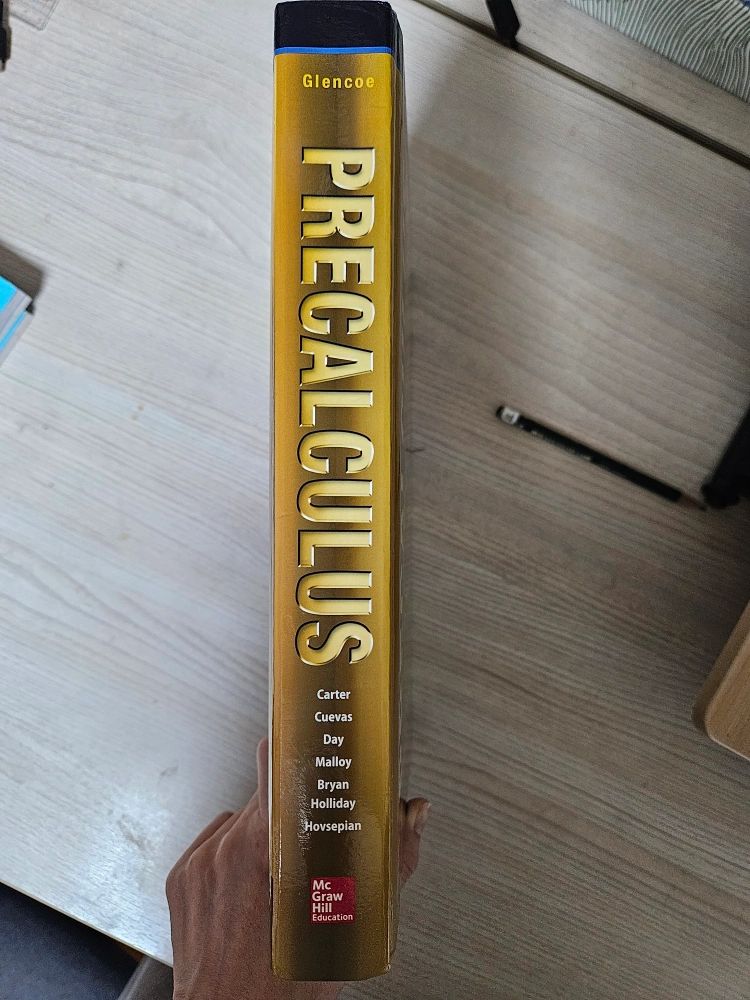 Glencoe
PRECALCULUS
Carter
Cuevas
Day
Malloy
Bryan
Holliday
Hovsepian
Mc
Graw
Hill
Education